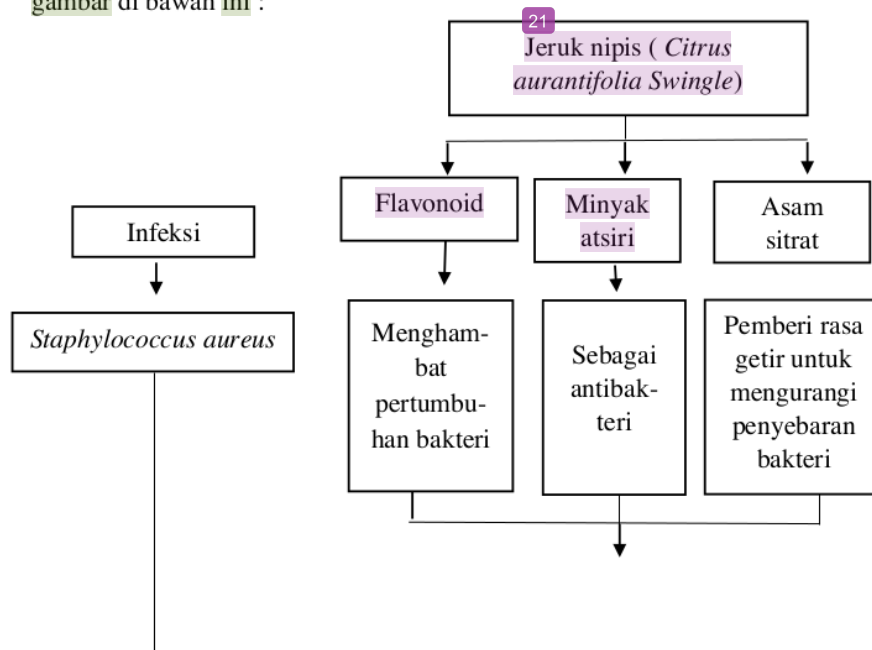 gambar di bawah ini :
21
Jeruk nipis ( Citrus
aurantifolia Swingle)
Flavonoid
Minyak
atsiri
Asam
sitrat
Infeksi
Staphylococcus aureus
Mengham-
bat
pertumbu-
han bakteri
Sebagai
antibak-
teri
Pemberi rasa
getir untuk
mengurangi
penyebaran
bakteri